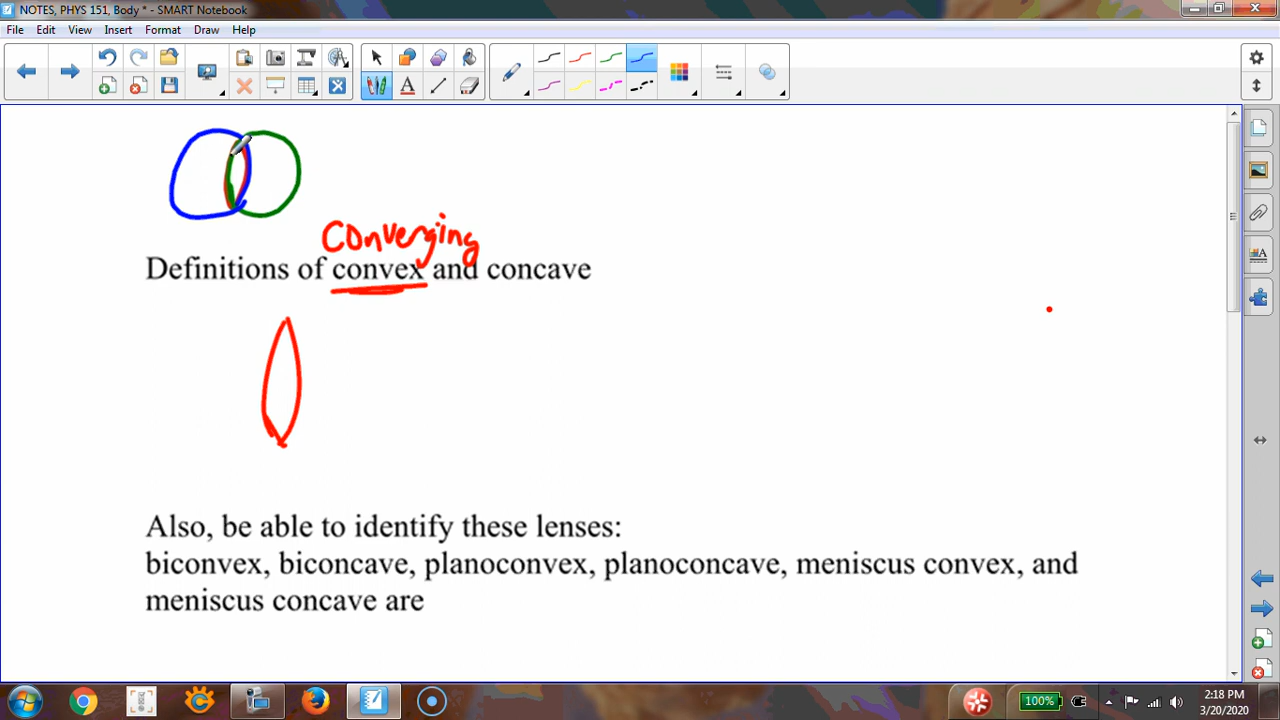 NOTES, PHYS 151, Body * - SMART Notebook
File Edit View Insert Format Draw Help
Converging
Definitions of convex and concave
Also, be able to identify these lenses:
biconvex, biconcave, planoconvex, planoconcave, meniscus convex, and
meniscus concave are
100%
2:18 PM
3/20/2020